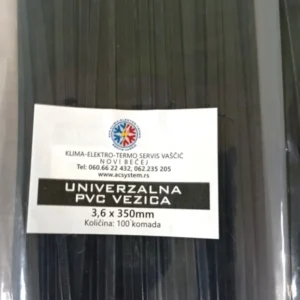 KLIMA-ELEKTRO-TERMO SERVIS VAŠČIĆ
NOVI BEČEJ
Tel: 060.66 22 432, 062.235 205
www.acsystem.rs
UNIVERZALNA
PVC VEZICA
3,6 x 350mm
Količina: 100 komada